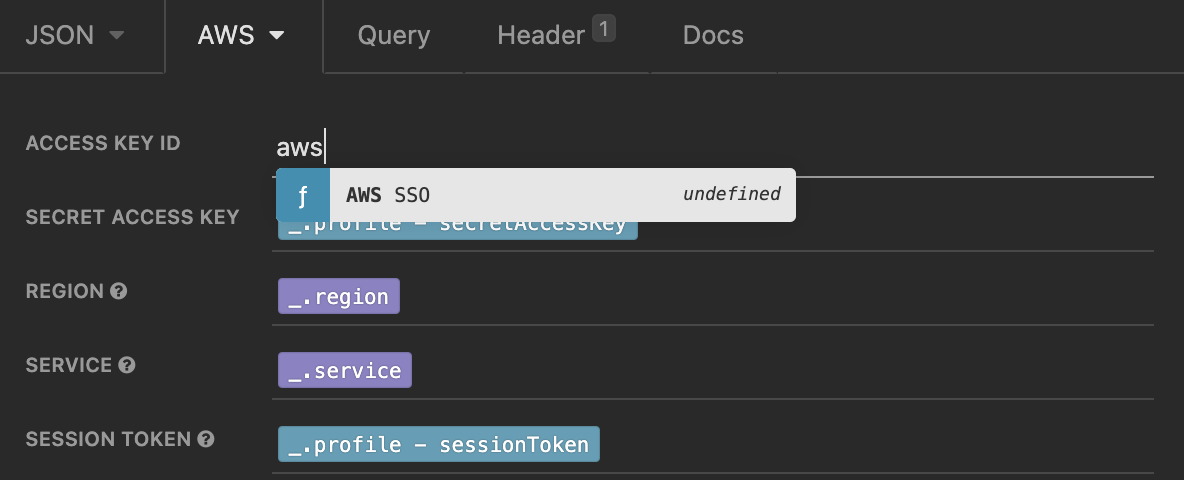 JSON AWS Query Header 1 Docs
ACCESS KEY ID aws
ƒ AWS SSO undefined
SECRET ACCESS KEY _.profile – secretAccessKey
REGION ? _.region
SERVICE ? _.service
SESSION TOKEN ? _.profile – sessionToken